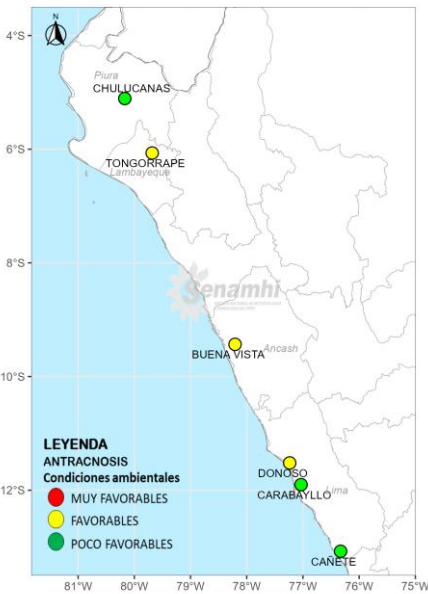 N
4°S
Piura
CHULUCANAS
6°S
TONGORRAPE
Lambayeque
8°S
Senamhi
BUENA VISTA
Ancash
10°S
LEYENDA
ANTRACNOSIS
Condiciones ambientales
MUY FAVORABLES
FAVORABLES
POCO FAVORABLES
DONOSO
CARABAYLLO
Lima
12°S
CAÑETE
81°W 80°W 79°W 78°W 77°W 76°W 75°W